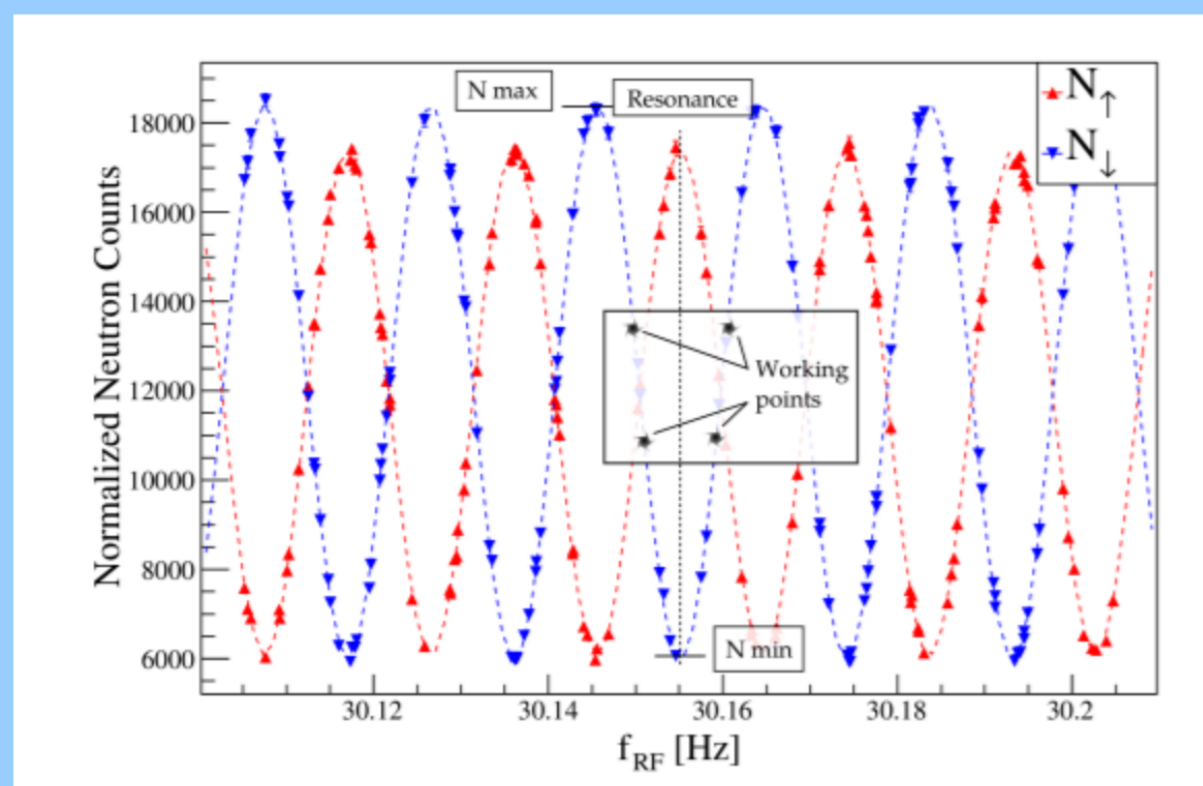 N max
Resonance
N↑
N↓
18000
16000
14000
12000
10000
8000
6000
Normalized Neutron Counts
Working
points
N min
30.12
30.14
30.16
30.18
30.2
f_RF [Hz]